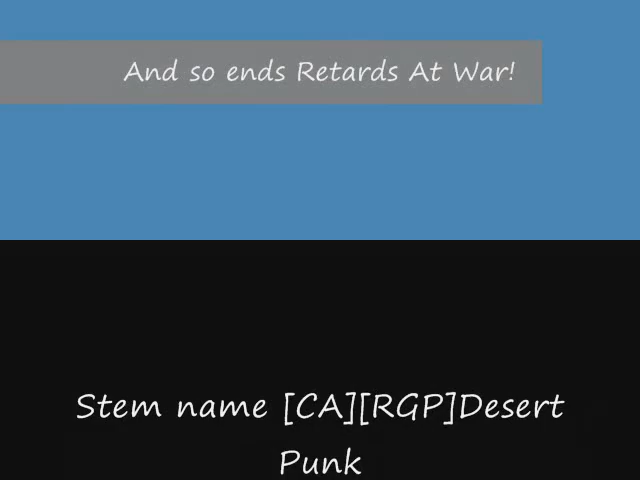 And so ends Retards At War!
Stem name [CA][RGP]Desert
Punk